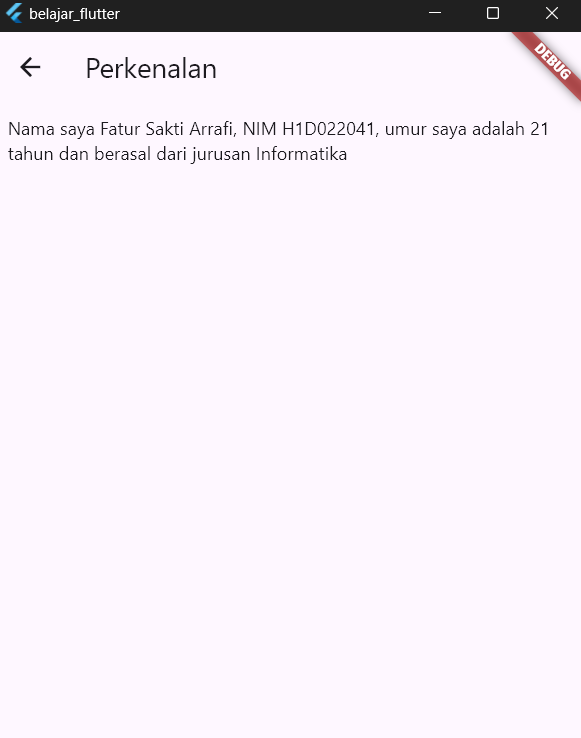 belajar_flutter
DEBUG
Perkenalan
Nama saya Fatur Sakti Arrafi, NIM H1D022041, umur saya adalah 21
tahun dan berasal dari jurusan Informatika